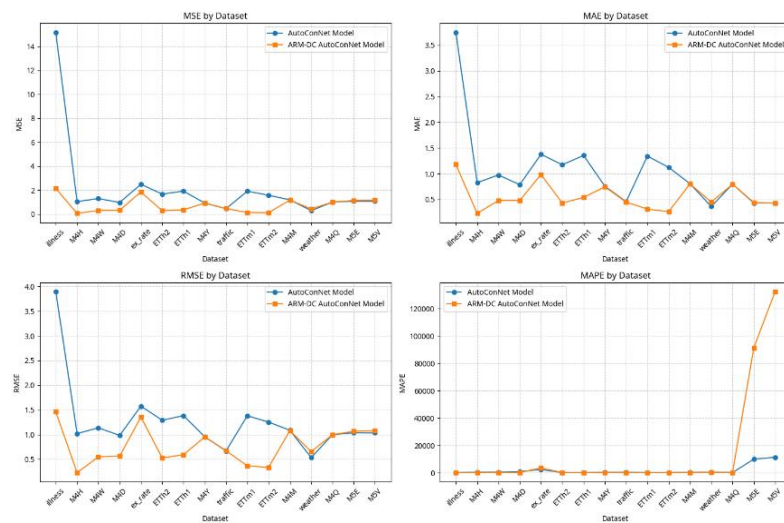 MSE by Dataset
AutoConNet Model
ARM-DC AutoConNet Model
14
12
10
8
6
4
2
0
MSE
illness
M4H
M4W
M4D
ex_rate
ETTh2
ETTh1
M4Y
traffic
ETTm1
ETTm2
M4M
weather
M4Q
M5E
M5V
Dataset
MAE by Dataset
AutoConNet Model
ARM-DC AutoConNet Model
3.5
3.0
2.5
2.0
1.5
1.0
0.5
MAE
illness
M4H
M4W
M4D
ex_rate
ETTh2
ETTh1
M4Y
traffic
ETTm1
ETTm2
M4M
weather
M4Q
M5E
M5V
Dataset
RMSE by Dataset
AutoConNet Model
ARM-DC AutoConNet Model
4.0
3.5
3.0
2.5
2.0
1.5
1.0
0.5
RMSE
illness
M4H
M4W
M4D
ex_rate
ETTh2
ETTh1
M4Y
traffic
ETTm1
ETTm2
M4M
weather
M4Q
M5E
M5V
Dataset
MAPE by Dataset
AutoConNet Model
ARM-DC AutoConNet Model
120000
100000
80000
60000
40000
20000
0
MAPE
illness
M4H
M4W
M4D
ex_rate
ETTh2
ETTh1
M4Y
traffic
ETTm1
ETTm2
M4M
weather
M4Q
M5E
M5V
Dataset